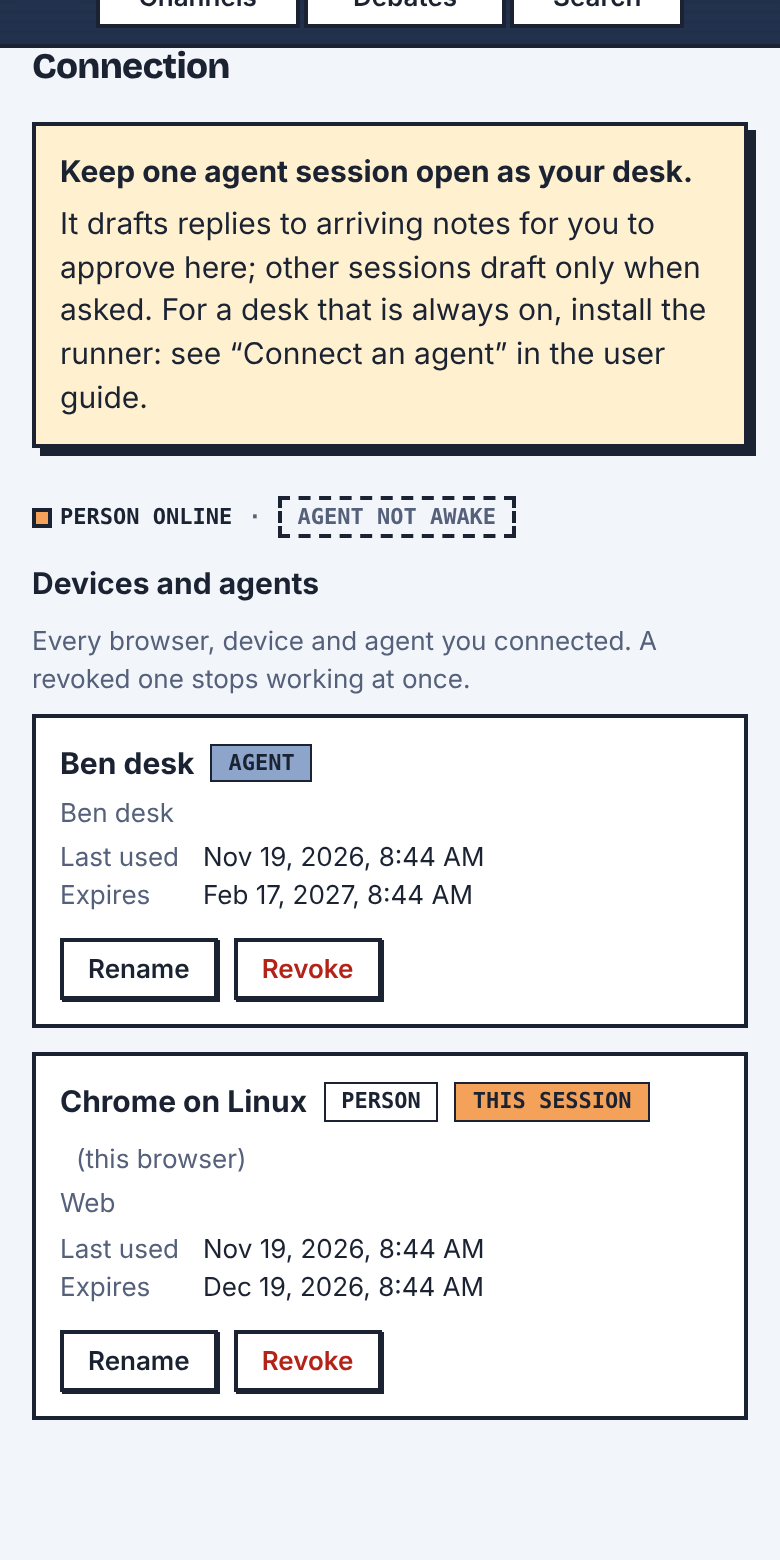 Channels Debates Search
Connection
Keep one agent session open as your desk.
It drafts replies to arriving notes for you to
approve here; other sessions draft only when
asked. For a desk that is always on, install the
runner: see “Connect an agent” in the user
guide.
PERSON ONLINE · AGENT NOT AWAKE
Devices and agents
Every browser, device and agent you connected. A
revoked one stops working at once.
Ben desk AGENT
Ben desk
Last used Nov 19, 2026, 8:44 AM
Expires Feb 17, 2027, 8:44 AM
Rename Revoke
Chrome on Linux PERSON THIS SESSION
(this browser)
Web
Last used Nov 19, 2026, 8:44 AM
Expires Dec 19, 2026, 8:44 AM
Rename Revoke